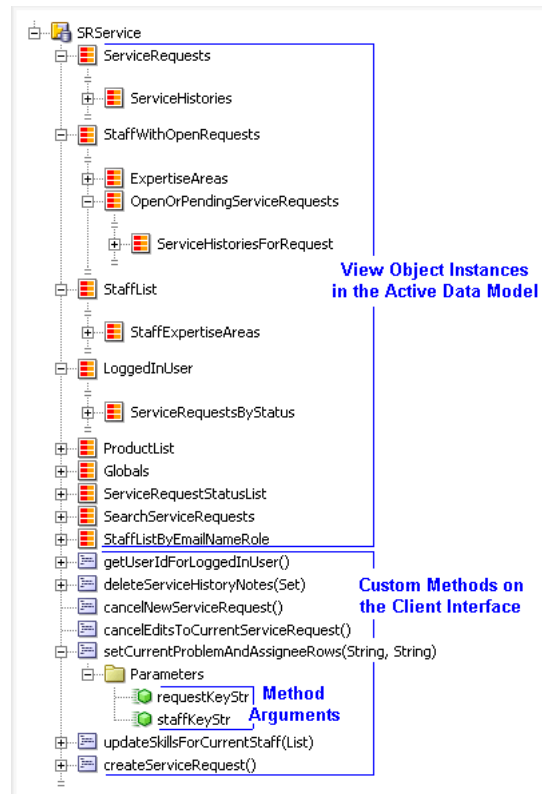 SRService
ServiceRequests
ServiceHistories
StaffWithOpenRequests
ExpertiseAreas
OpenOrPendingServiceRequests
ServiceHistoriesForRequest
View Object Instances
in the Active Data Model
StaffList
StaffExpertiseAreas
LoggedInUser
ServiceRequestsByStatus
ProductList
Globals
ServiceRequestStatusList
SearchServiceRequests
StaffListByEmailNameRole
getUserIdForLoggedInUser()
deleteServiceHistoryNotes(Set)
Custom Methods on
the Client Interface
cancelNewServiceRequest()
cancelEditsToCurrentServiceRequest()
setCurrentProblemAndAssigneeRows(String, String)
Parameters
requestKeyStr
staffKeyStr
Method
Arguments
updateSkillsForCurrentStaff(List)
createServiceRequest()